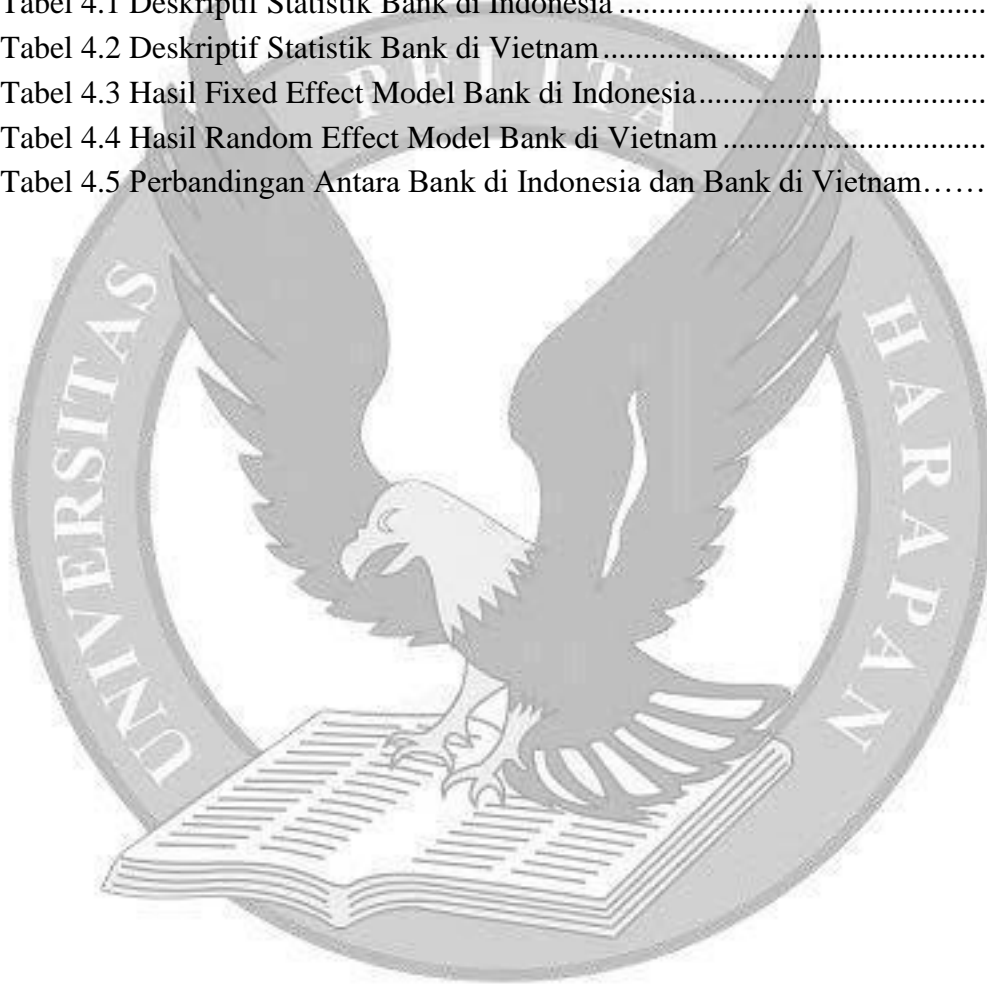 Tabel 4.1 Deskriptif Statistik Bank di Indonesia ..........................................
Tabel 4.2 Deskriptif Statistik Bank di Vietnam ............................................
Tabel 4.3 Hasil Fixed Effect Model Bank di Indonesia .................................
Tabel 4.4 Hasil Random Effect Model Bank di Vietnam ..............................
Tabel 4.5 Perbandingan Antara Bank di Indonesia dan Bank di Vietnam……
UNIVERSITAS PELITA HARAPAN